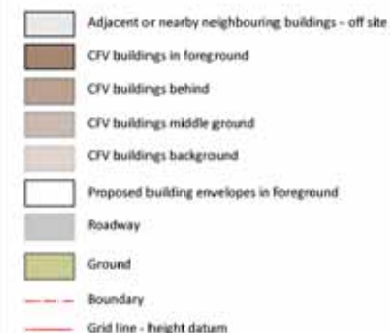 Adjacent or nearby neighbouring buildings - off site
CFV buildings in foreground
CFV buildings behind
CFV buildings middle ground
CFV buildings background
Proposed building envelopes in foreground
Roadway
Ground
Boundary
Grid line - height datum